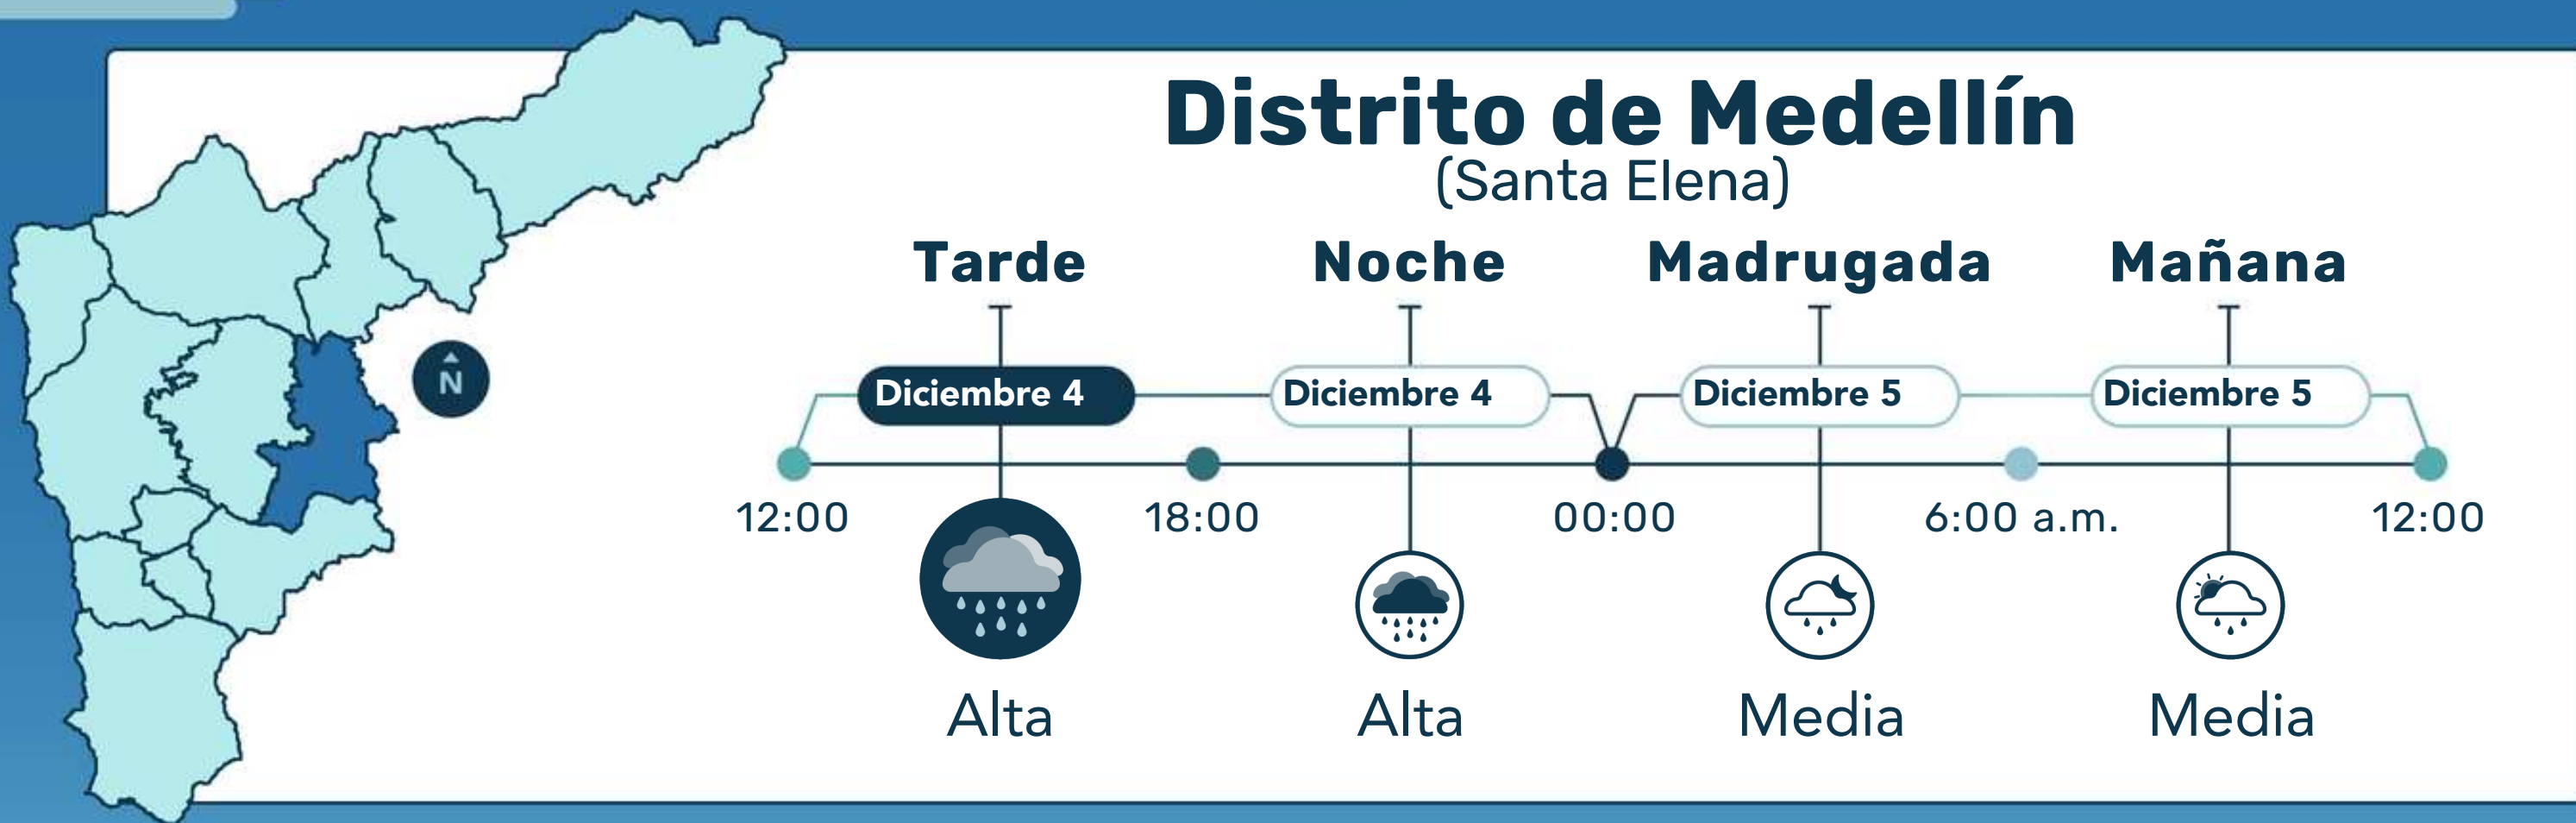 Distrito de Medellín
(Santa Elena)
Tarde Noche Madrugada Mañana
Diciembre 4 Diciembre 4 Diciembre 5 Diciembre 5
N
12:00 18:00 00:00 6:00 a.m. 12:00
Alta Alta Media Media